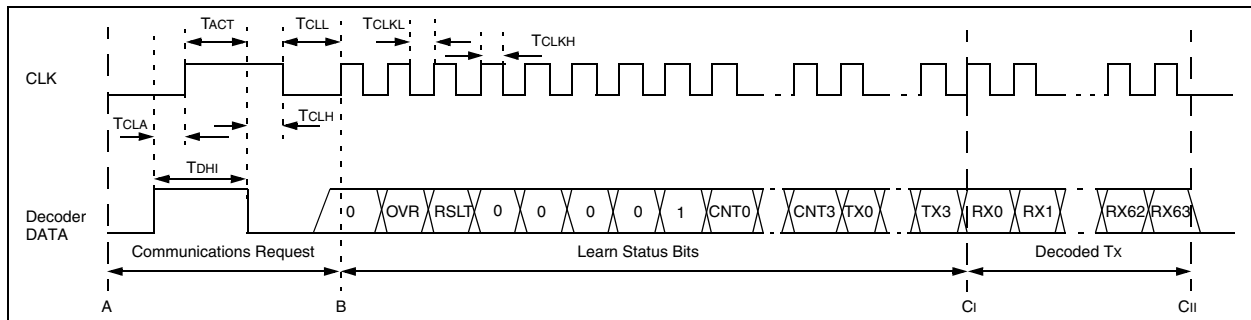 TACT TCLL TCLKL TCLKH
CLK
TCLA TCLH
TDHI
Decoder
DATA
0 OVR RSLT 0 0 0 0 1 CNT0 CNT3 TX0 TX3 RX0 RX1 RX62 RX63
Communications Request Learn Status Bits Decoded TX
A B CI CII